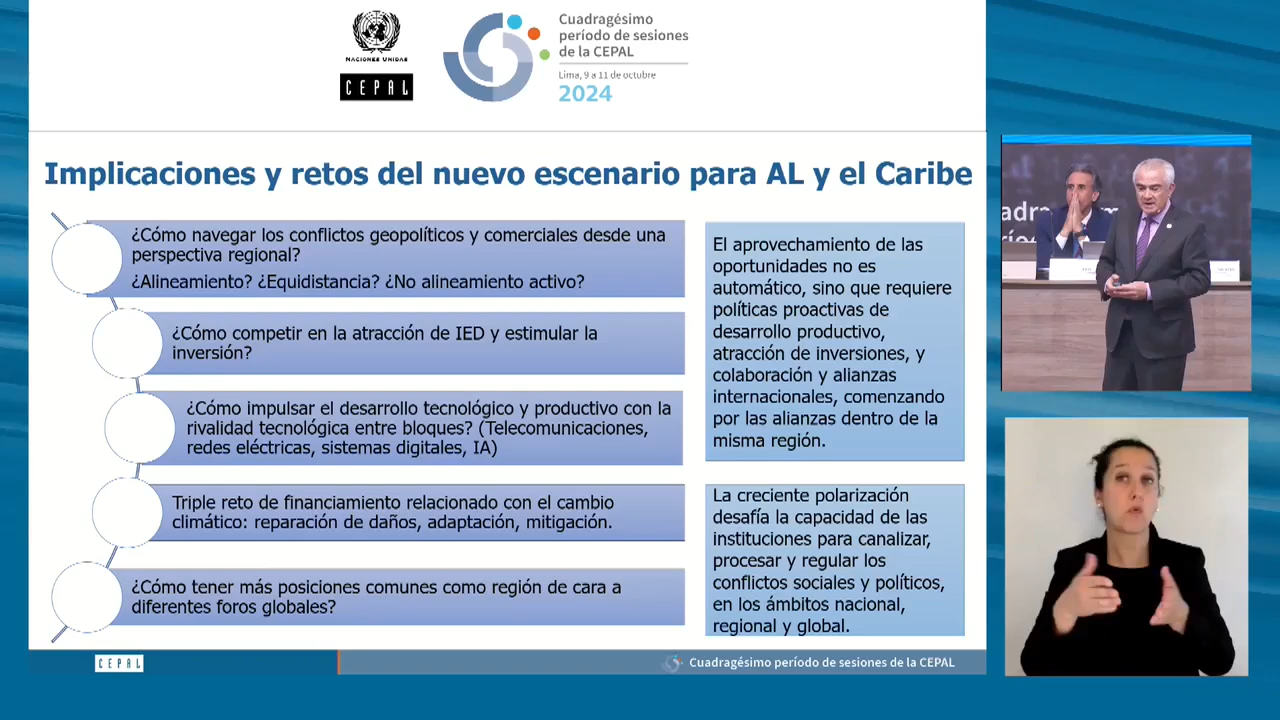 NACIONES UNIDAS
CEPAL
Cuadragésimo
período de sesiones
de la CEPAL
Lima, 9 a 11 de octubre
2024
Implicaciones y retos del nuevo escenario para AL y el Caribe
¿Cómo navegar los conflictos geopolíticos y comerciales desde una
perspectiva regional?
¿Alineamiento? ¿Equidistancia? ¿No alineamiento activo?
¿Cómo competir en la atracción de IED y estimular la
inversión?
¿Cómo impulsar el desarrollo tecnológico y productivo con la
rivalidad tecnológica entre bloques? (Telecomunicaciones,
redes eléctricas, sistemas digitales, IA)
Triple reto de financiamiento relacionado con el cambio
climático: reparación de daños, adaptación, mitigación.
¿Cómo tener más posiciones comunes como región de cara a
diferentes foros globales?
El aprovechamiento de las
oportunidades no es
automático, sino que requiere
políticas proactivas de
desarrollo productivo,
atracción de inversiones, y
colaboración y alianzas
internacionales, comenzando
por las alianzas dentro de la
misma región.
La creciente polarización
desafía la capacidad de las
instituciones para canalizar,
procesar y regular los
conflictos sociales y políticos,
en los ámbitos nacional,
regional y global.
CEPAL
Cuadragésimo período de sesiones de la CEPAL